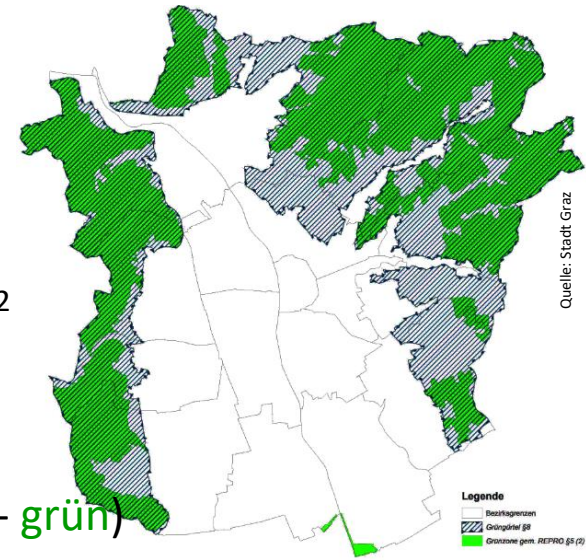 Quelle: Stadt Graz
2
- grün)
Legende
Bezirksgrenzen
Grüngürtel §8
Grünzone gem. REPRO §5 (2)